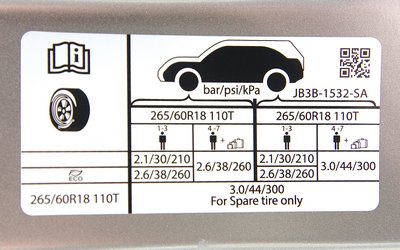 bar/psi/kPa
JB3B-1532-SA
265/60R18 110T 265/60R18 110T
1-3 4-7 1-3 4-7
2.1/30/210 2.6/38/260 2.1/30/210 3.0/44/300
ECO 2.6/38/260 2.6/38/260
265/60R18 110T 3.0/44/300
For Spare tire only